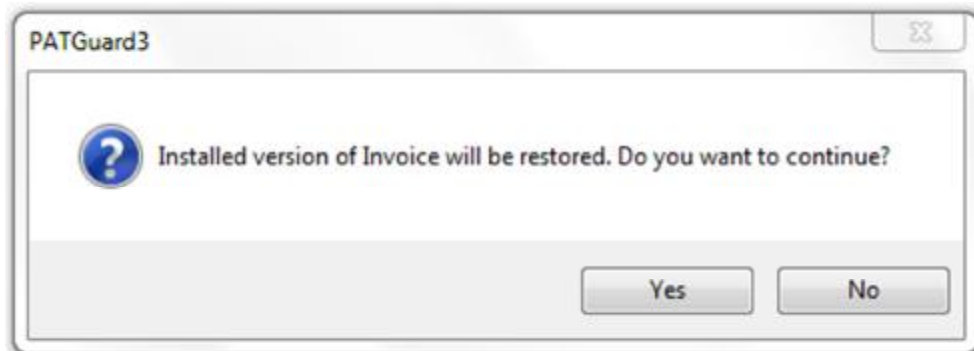 PATGuard3
Installed version of Invoice will be restored. Do you want to continue?
Yes No